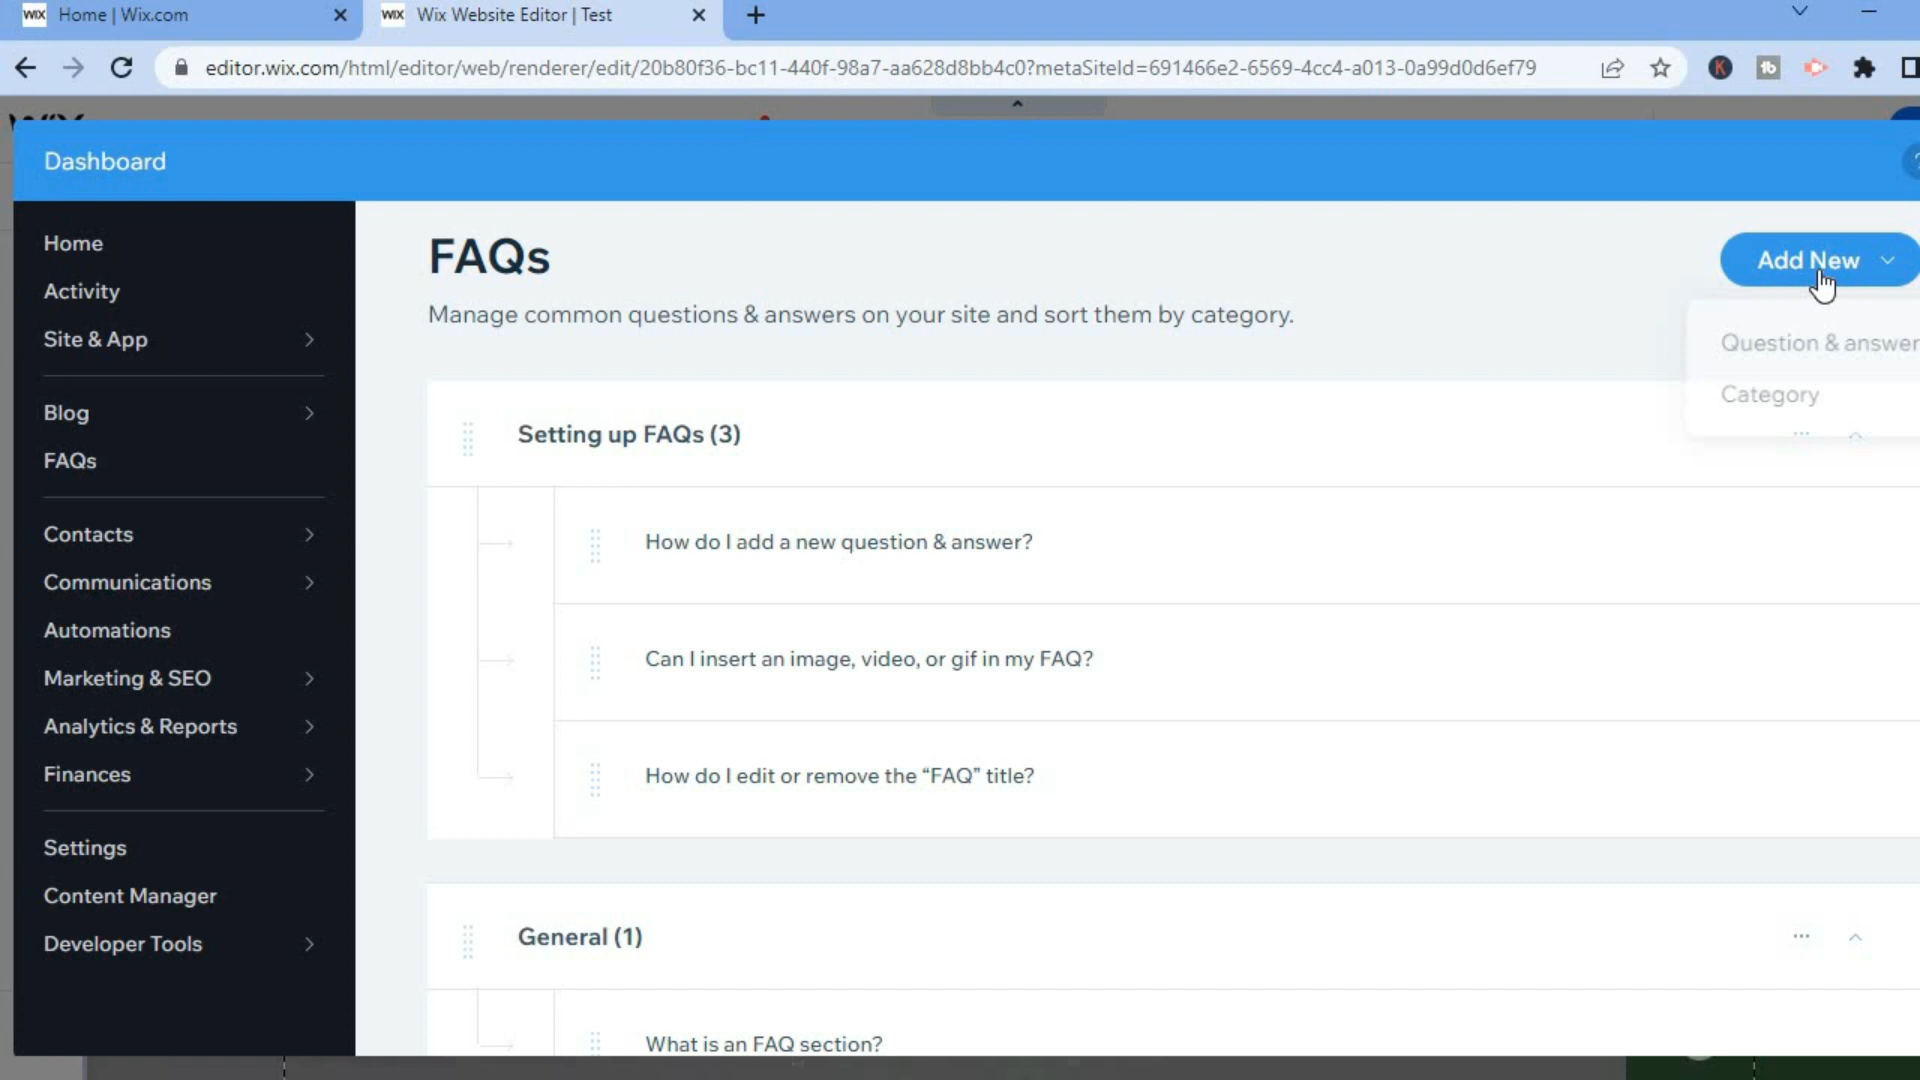 WIX Home | Wix.com
WIX Wix Website Editor | Test
editor.wix.com/html/editor/web/renderer/edit/20b80f36-bc11-440f-98a7-aa628d8bb4c0?metaSiteId=691466e2-6569-4cc4-a013-0a99d0d6ef79
K
tb
Dashboard
Home
Activity
Site & App
Blog
FAQs
Contacts
Communications
Automations
Marketing & SEO
Analytics & Reports
Finances
Settings
Content Manager
Developer Tools
FAQs
Add New
Manage common questions & answers on your site and sort them by category.
Question & answer
Category
Setting up FAQs (3)
How do I add a new question & answer?
Can I insert an image, video, or gif in my FAQ?
How do I edit or remove the “FAQ” title?
General (1)
What is an FAQ section?